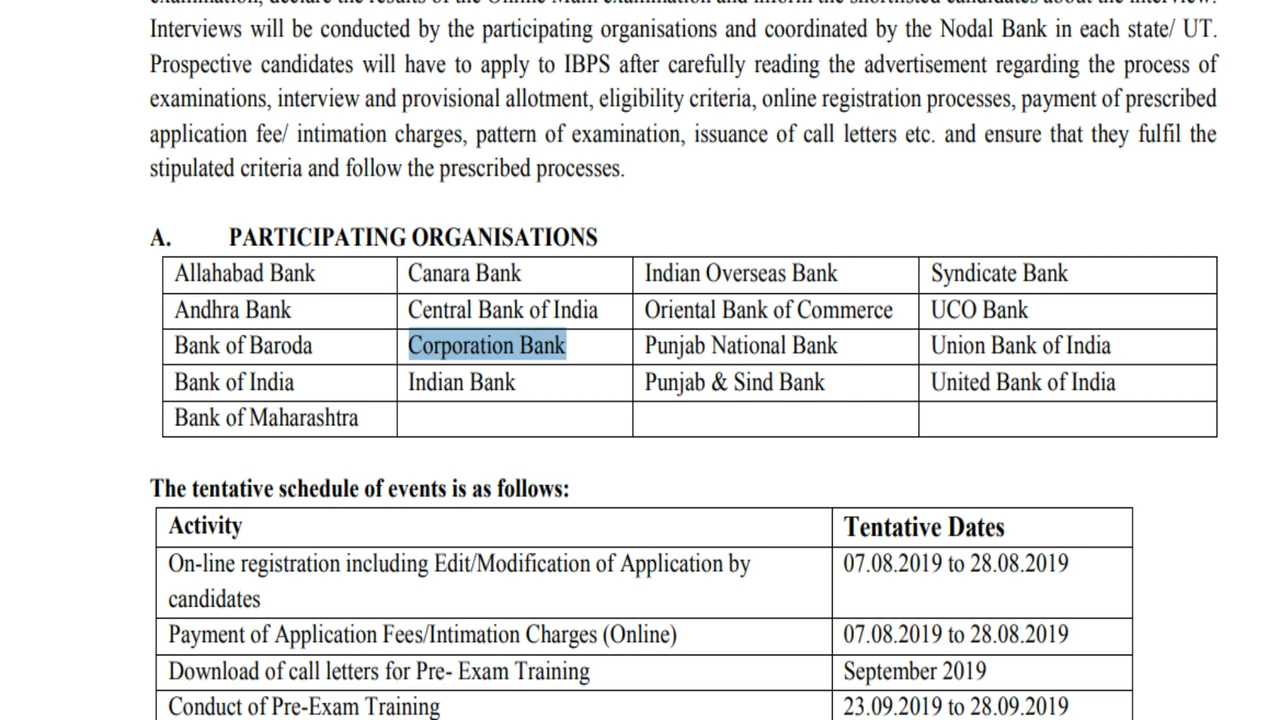 Interviews will be conducted by the participating organisations and coordinated by the Nodal Bank in each state/ UT.
Prospective candidates will have to apply to IBPS after carefully reading the advertisement regarding the process of
examinations, interview and provisional allotment, eligibility criteria, online registration processes, payment of prescribed
application fee/ intimation charges, pattern of examination, issuance of call letters etc. and ensure that they fulfil the
stipulated criteria and follow the prescribed processes.
A. PARTICIPATING ORGANISATIONS
Allahabad Bank Canara Bank Indian Overseas Bank Syndicate Bank
Andhra Bank Central Bank of India Oriental Bank of Commerce UCO Bank
Bank of Baroda Corporation Bank Punjab National Bank Union Bank of India
Bank of India Indian Bank Punjab & Sind Bank United Bank of India
Bank of Maharashtra
The tentative schedule of events is as follows:
Activity Tentative Dates
On-line registration including Edit/Modification of Application by 07.08.2019 to 28.08.2019
candidates
Payment of Application Fees/Intimation Charges (Online) 07.08.2019 to 28.08.2019
Download of call letters for Pre- Exam Training September 2019
Conduct of Pre-Exam Training 23.09.2019 to 28.09.2019